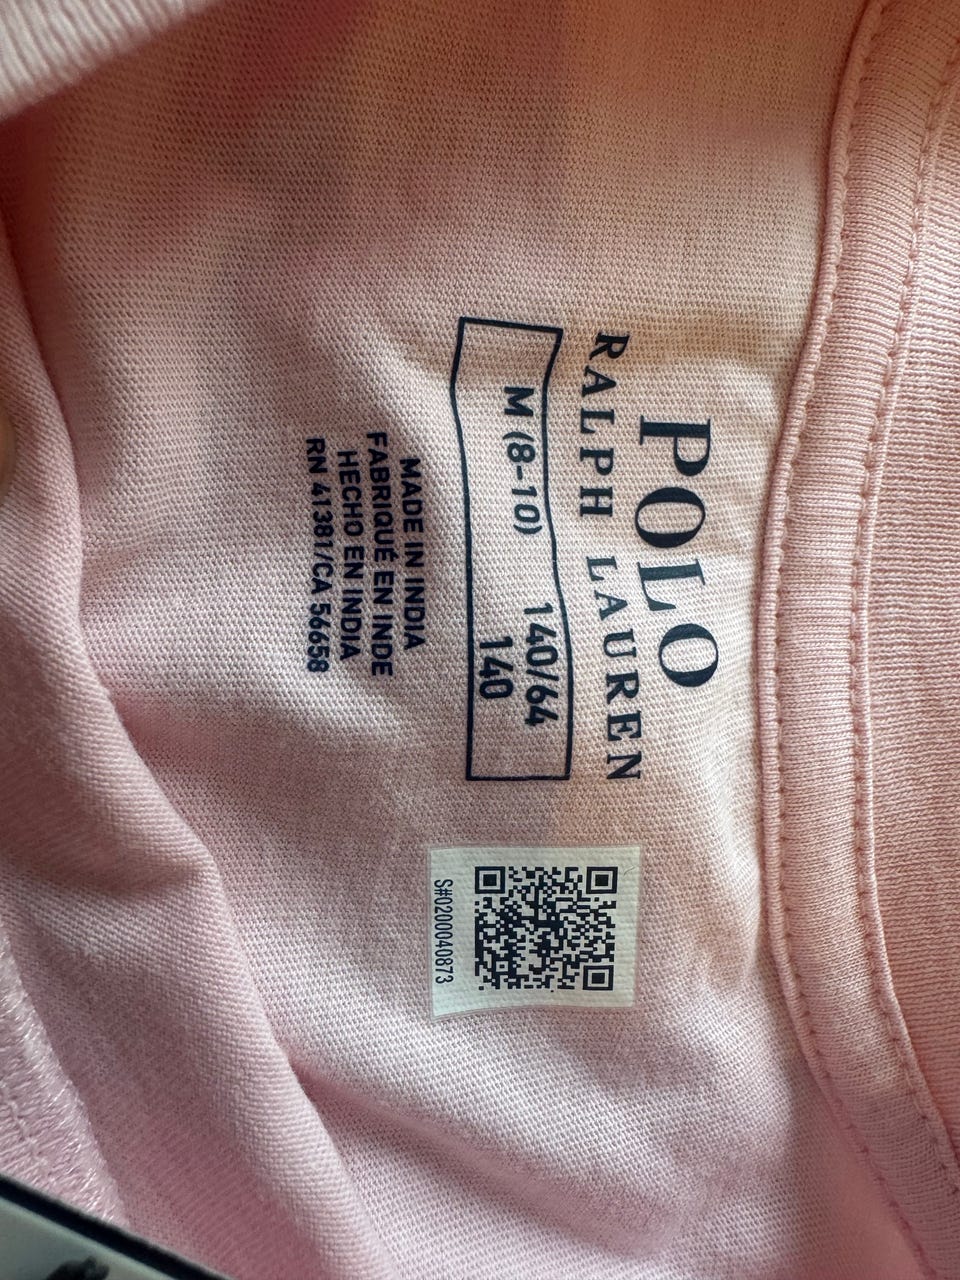 POLO
RALPH LAUREN
M (8-10)
140/64
140
MADE IN INDIA
FABRIQUÉ EN INDE
HECHO EN INDIA
RN 41381/CA 56658
S#0200040873